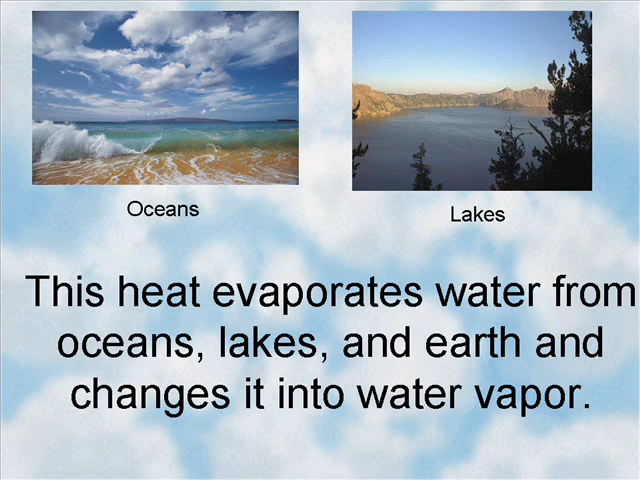 Oceans
Lakes
This heat evaporates water from
oceans, lakes, and earth and
changes it into water vapor.